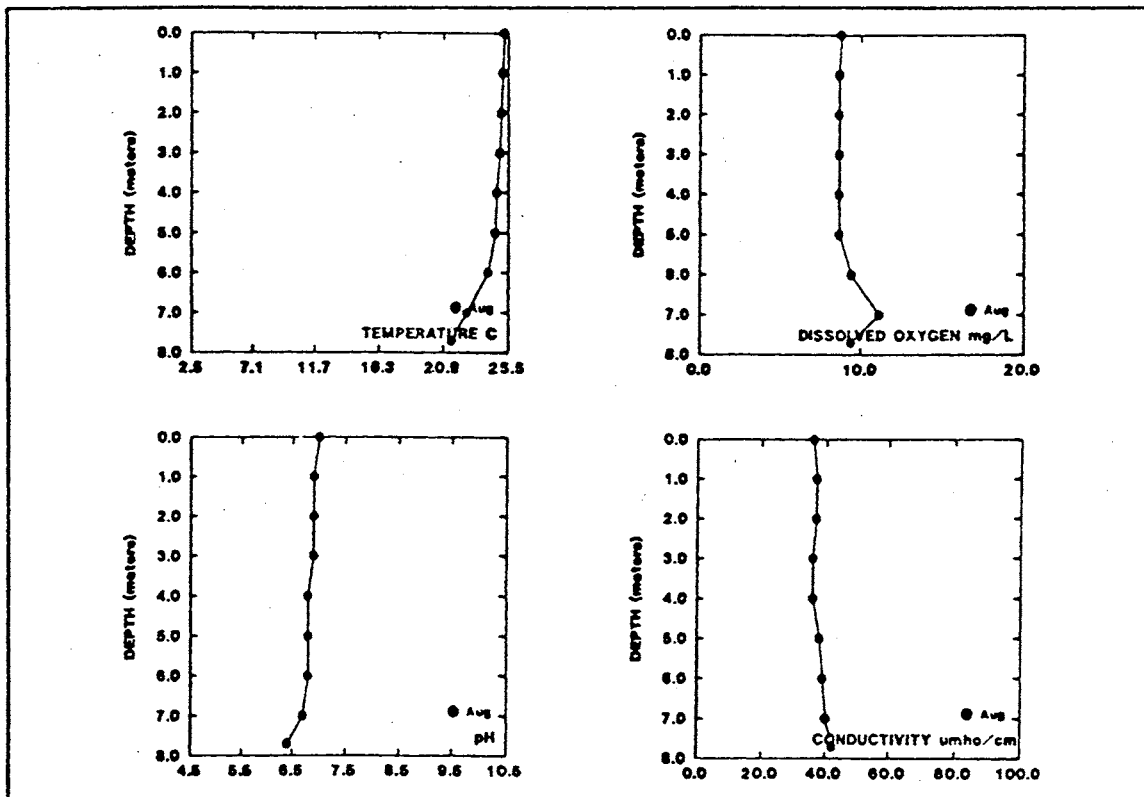 0.0
1.0
2.0
3.0
4.0
5.0
6.0
7.0
8.0
DEPTH (meters)
Aug
TEMPERATURE C
2.5 7.1 11.7 16.3 20.9 25.5
0.0
1.0
2.0
3.0
4.0
5.0
6.0
7.0
8.0
DEPTH (meters)
Aug
DISSOLVED OXYGEN mg/L
0.0 10.0 20.0
0.0
1.0
2.0
3.0
4.0
5.0
6.0
7.0
8.0
DEPTH (meters)
Aug
pH
4.5 5.5 6.5 7.5 8.5 9.5 10.5
0.0
1.0
2.0
3.0
4.0
5.0
6.0
7.0
8.0
DEPTH (meters)
Aug
CONDUCTIVITY umho/cm
0.0 20.0 40.0 60.0 80.0 100.0